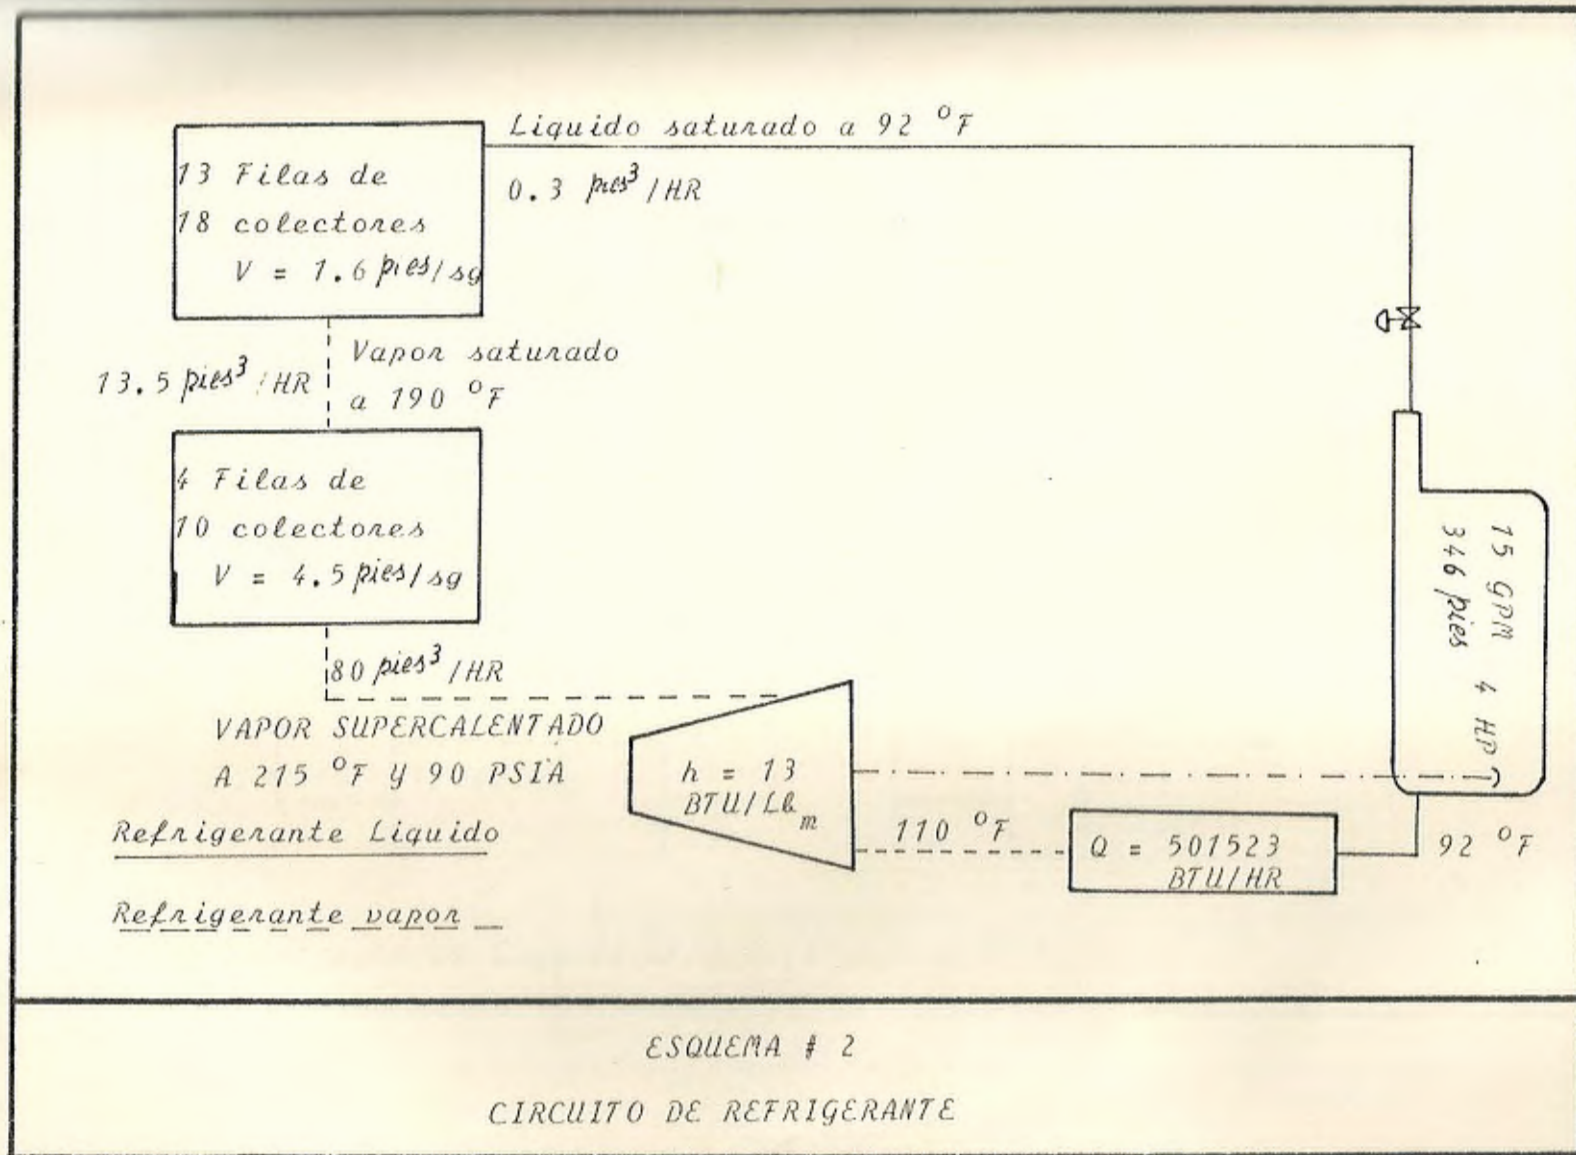 Liquido saturado a 92 °F
0.3 pies³/HR
13 Filas de
18 colectores
V = 1.6 pies/sg
13.5 pies³/HR
Vapor saturado
a 190 °F
4 Filas de
10 colectores
V = 4.5 pies/sg
80 pies³/HR
VAPOR SUPERCALENTADO
A 215 °F Y 90 PSIA
h = 13
BTU/Lbm
110 °F
Q = 501523
BTU/HR
92 °F
15 GPM 4 HP
346 pies
Refrigerante Liquido
Refrigerante vapor
ESQUEMA # 2
CIRCUITO DE REFRIGERANTE